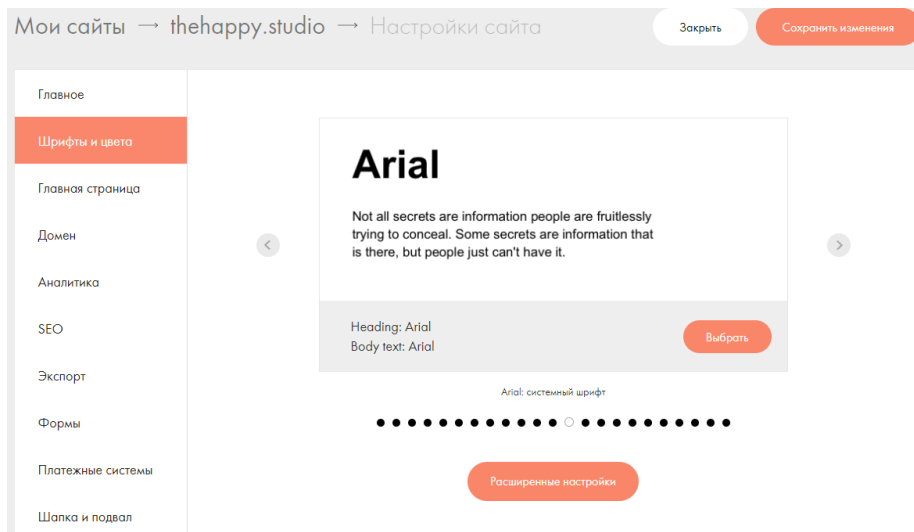 Мои сайты → thehappy.studio → Настройки сайта
Закрыть
Сохранить изменения
Главное
Шрифты и цвета
Главная страница
Домен
Аналитика
SEO
Экспорт
Формы
Платежные системы
Шапка и подвал
Arial
Not all secrets are information people are fruitlessly
trying to conceal. Some secrets are information that
is there, but people just can't have it.
Heading: Arial
Body text: Arial
Выбрать
Arial: системный шрифт
Расширенные настройки